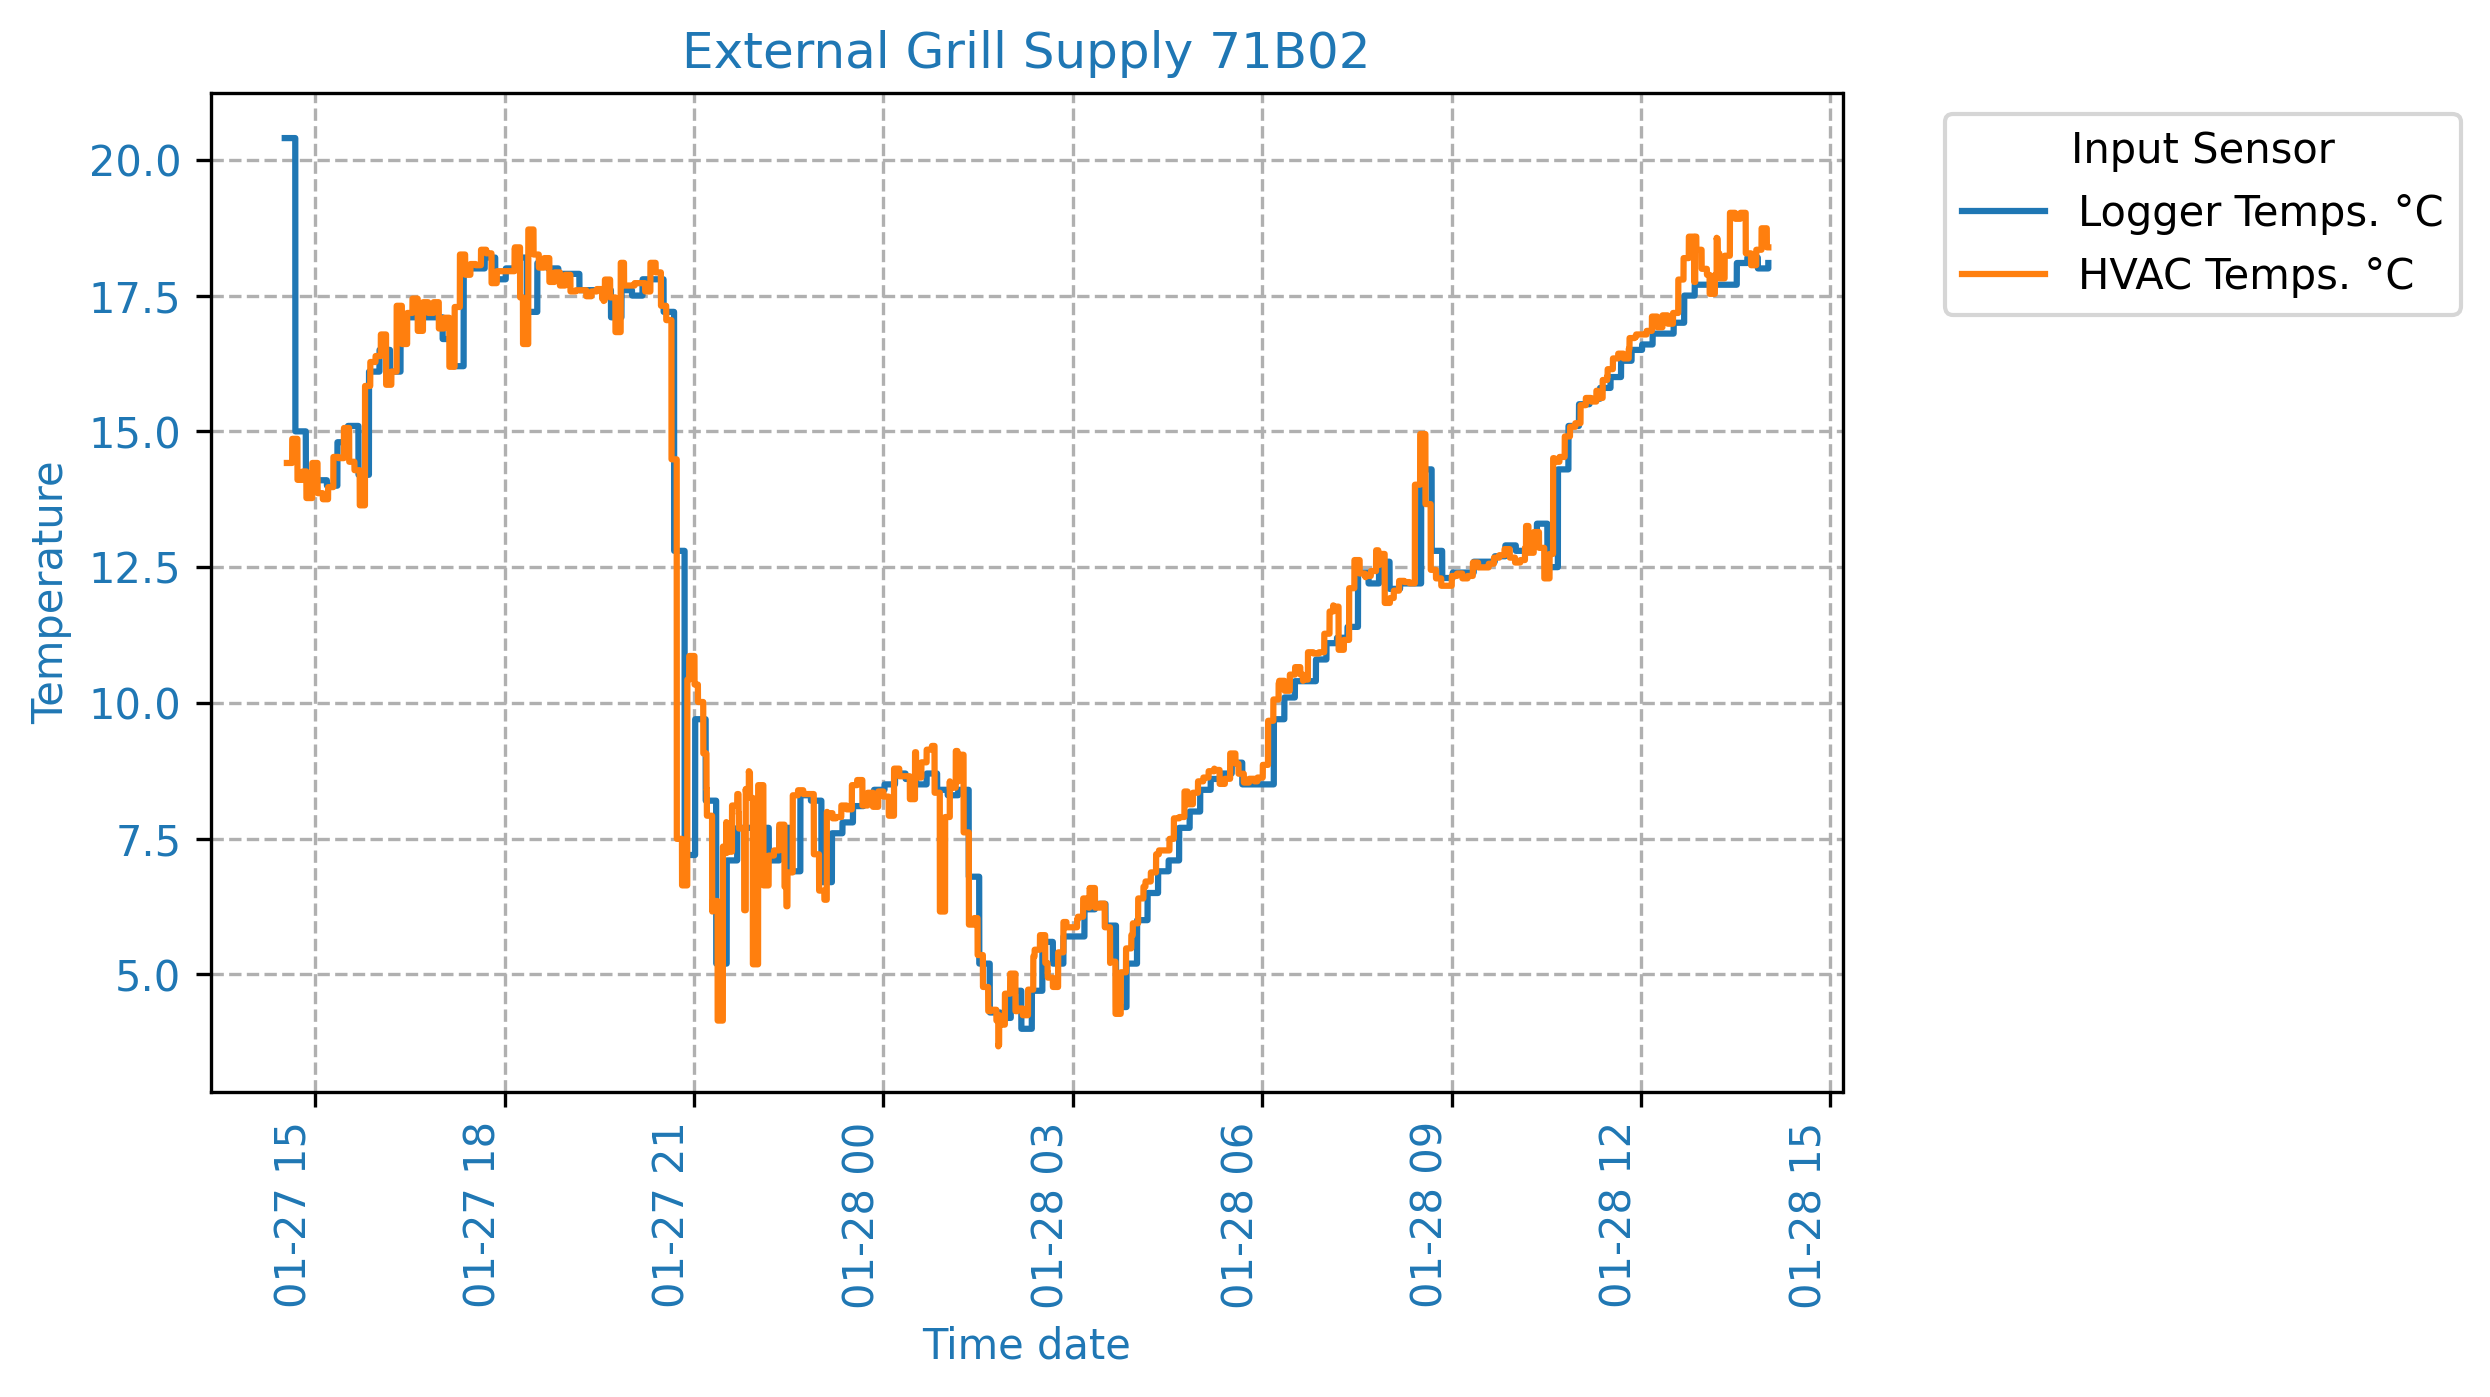 External Grill Supply 71B02
Input Sensor
Logger Temps. °C
HVAC Temps. °C
Temperature
20.0
17.5
15.0
12.5
10.0
7.5
5.0
01-27 15
01-27 18
01-27 21
01-28 00
01-28 03
01-28 06
01-28 09
01-28 12
01-28 15
Time date